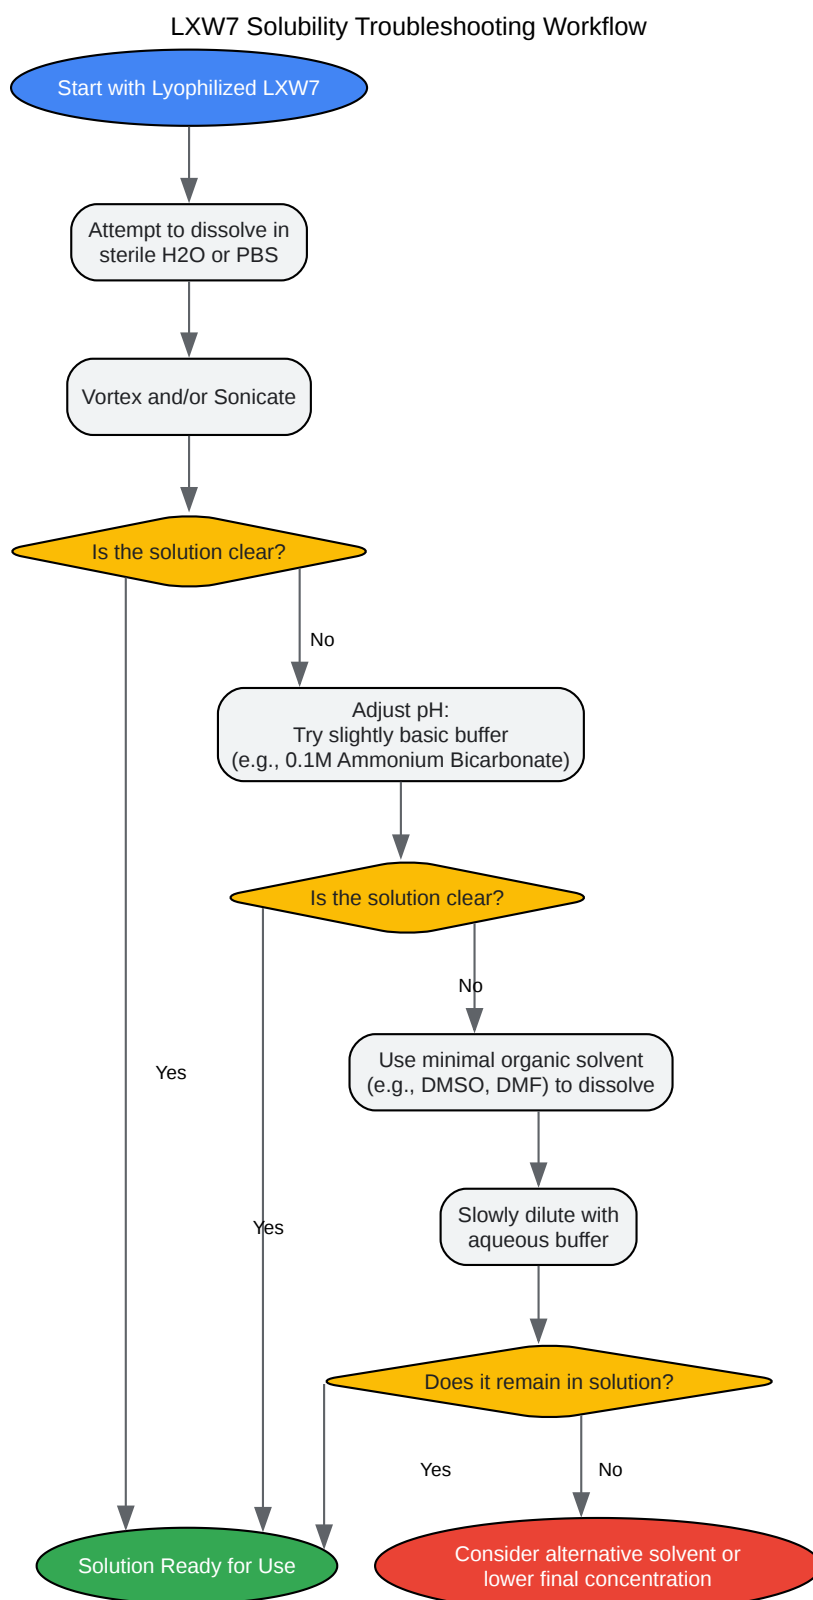 LXW7 Solubility Troubleshooting Workflow
Start with Lyophilized LXW7
Attempt to dissolve in
sterile H2O or PBS
Vortex and/or Sonicate
Is the solution clear?
No
Adjust pH:
Try slightly basic buffer
(e.g., 0.1M Ammonium Bicarbonate)
Is the solution clear?
No
Use minimal organic solvent
(e.g., DMSO, DMF) to dissolve
Yes
Slowly dilute with
aqueous buffer
Yes
Does it remain in solution?
Yes
No
Solution Ready for Use
Consider alternative solvent or
lower final concentration